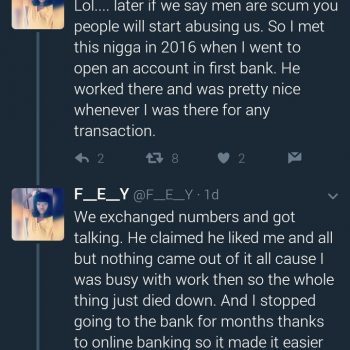 Lol.... later if we say men are scum you
people will start abusing us. So I met
this nigga in 2016 when I went to
open an account in first bank. He
worked there and was pretty nice
whenever I was there for any
transaction.
2 8 2
F__E__Y @F__E__Y · 1d
We exchanged numbers and got
talking. He claimed he liked me and all
but nothing came out of it all cause I
was busy with work then so the whole
thing just died down. And I stopped
going to the bank for months thanks
to online banking so it made it easier